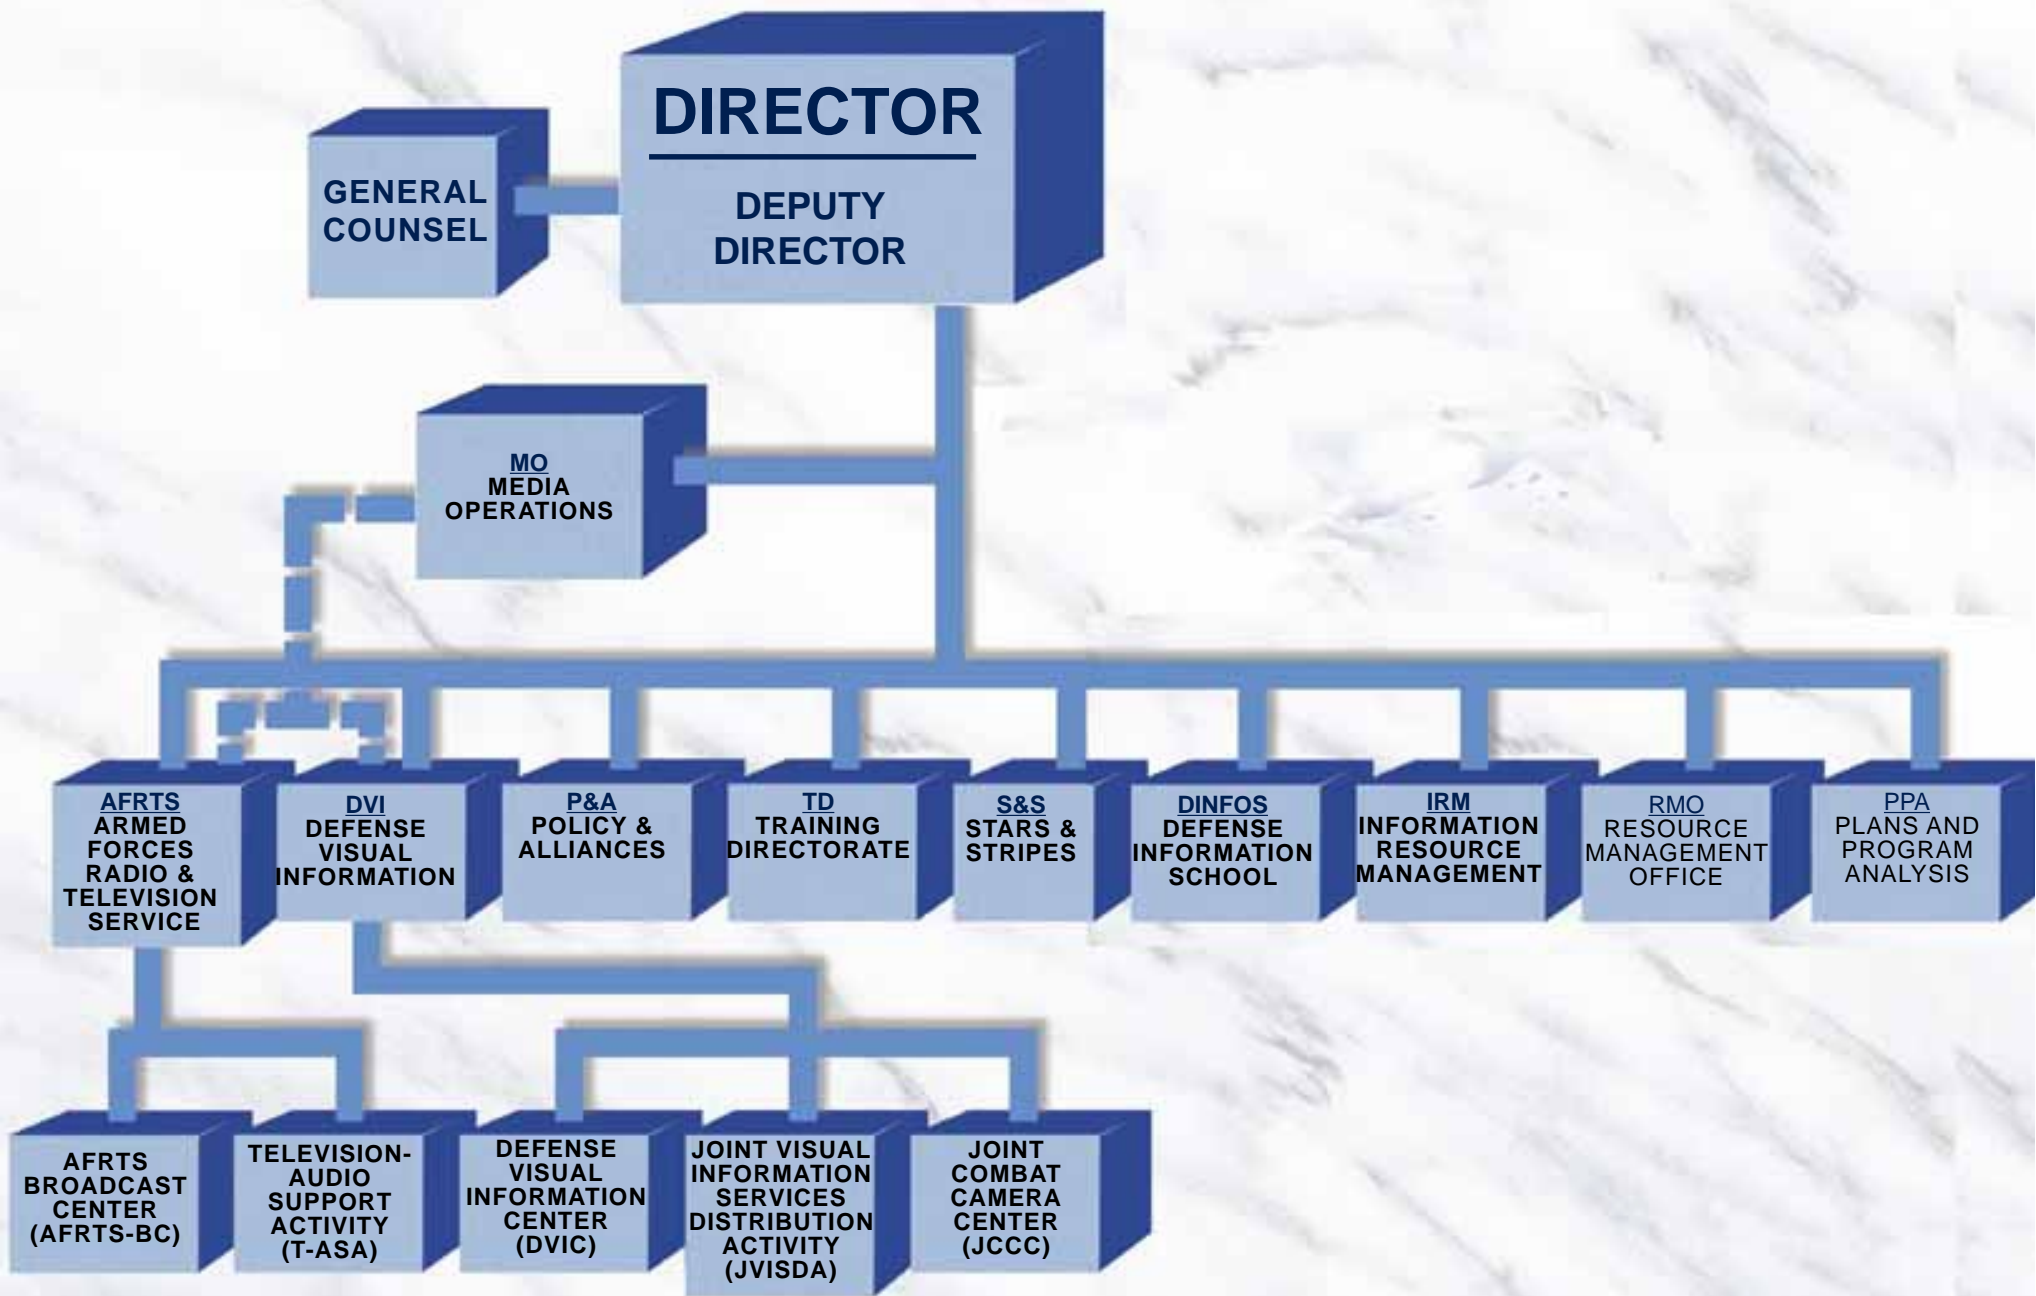 DIRECTOR
DEPUTY
DIRECTOR
GENERAL
COUNSEL
MO
MEDIA
OPERATIONS
AFRTS
ARMED
FORCES
RADIO &
TELEVISION
SERVICE
DVI
DEFENSE
VISUAL
INFORMATION
P&A
POLICY &
ALLIANCES
TD
TRAINING
DIRECTORATE
S&S
STARS &
STRIPES
DINFOS
DEFENSE
INFORMATION
SCHOOL
IRM
INFORMATION
RESOURCE
MANAGEMENT
RMO
RESOURCE
MANAGEMENT
OFFICE
PPA
PLANS AND
PROGRAM
ANALYSIS
AFRTS
BROADCAST
CENTER
(AFRTS-BC)
TELEVISION-
AUDIO
SUPPORT
ACTIVITY
(T-ASA)
DEFENSE
VISUAL
INFORMATION
CENTER
(DVIC)
JOINT VISUAL
INFORMATION
SERVICES
DISTRIBUTION
ACTIVITY
(JVISDA)
JOINT
COMBAT
CAMERA
CENTER
(JCCC)